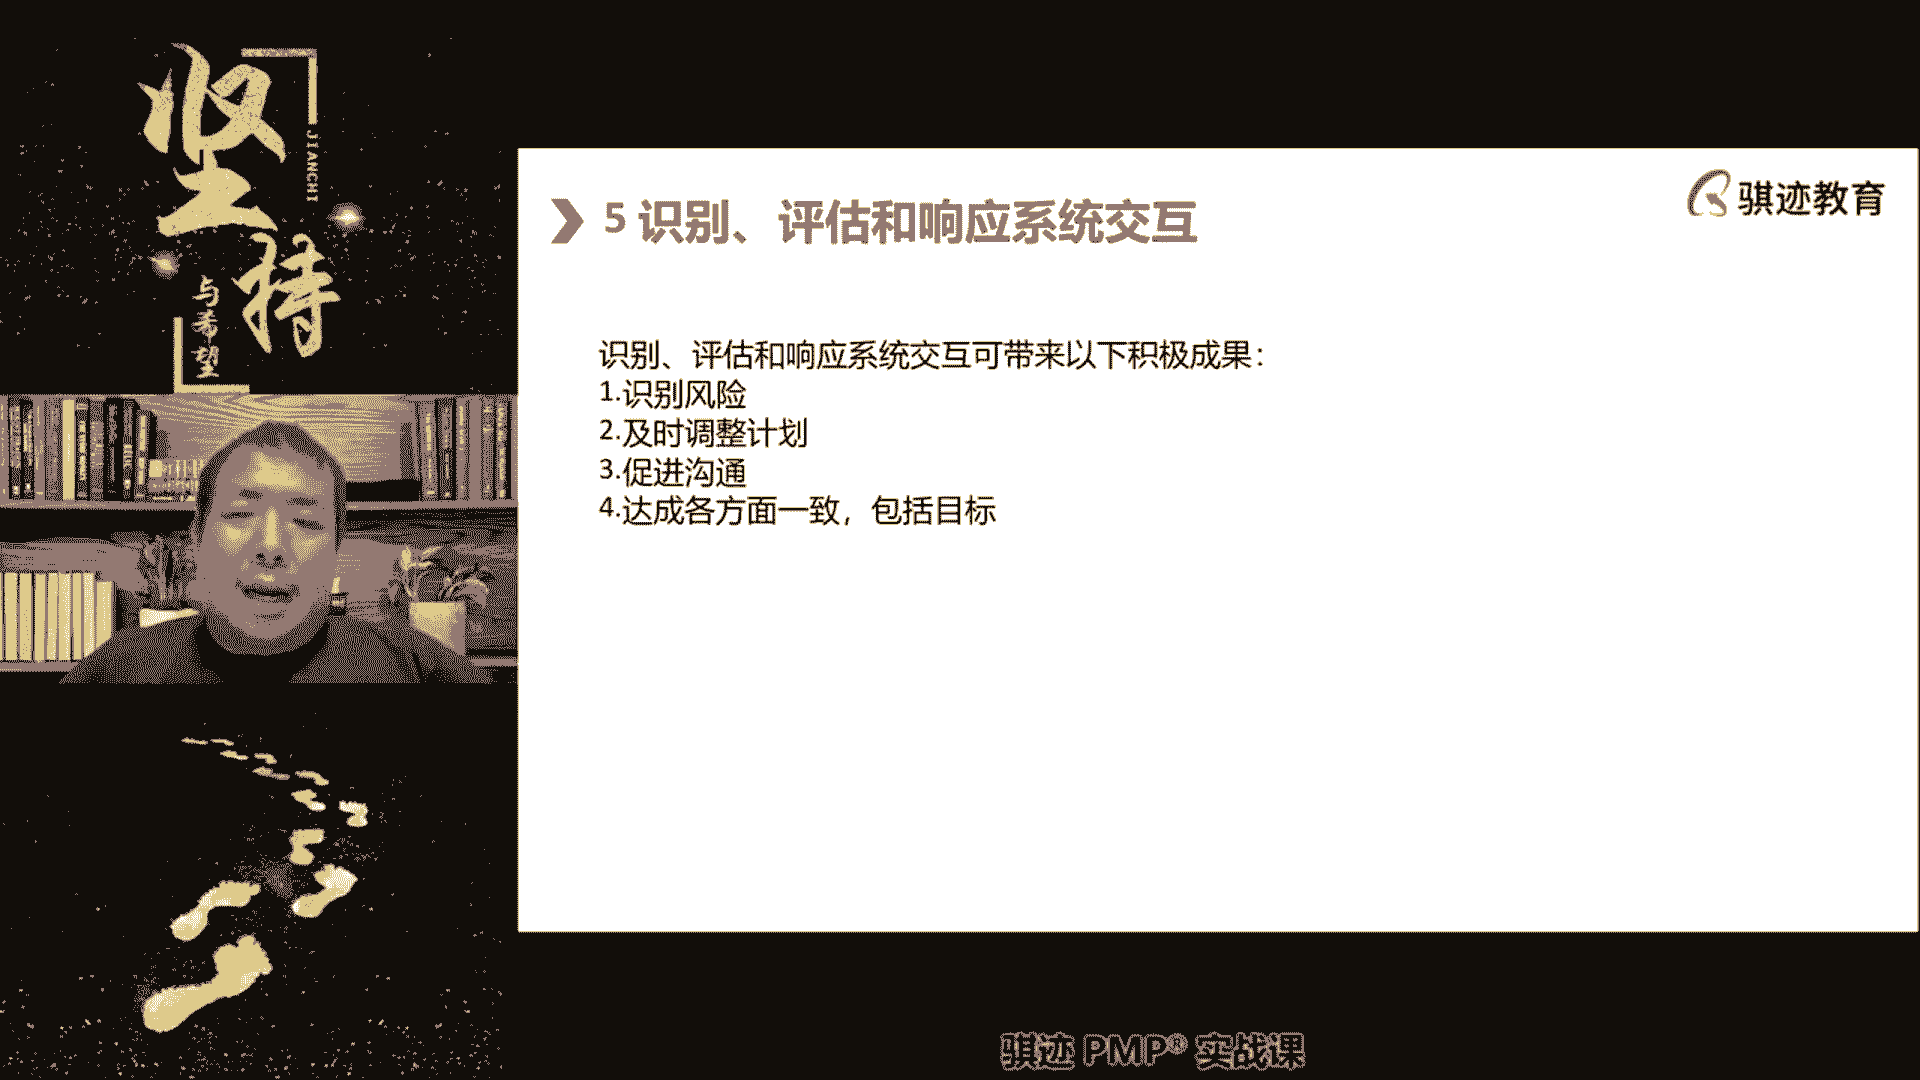 坚持
JIANCHI
与希望
骐迹教育
5 识别、评估和响应系统交互
识别、评估和响应系统交互可带来以下积极成果：
1.识别风险
2.及时调整计划
3.促进沟通
4.达成各方面一致，包括目标
骐迹 PMP® 实战课